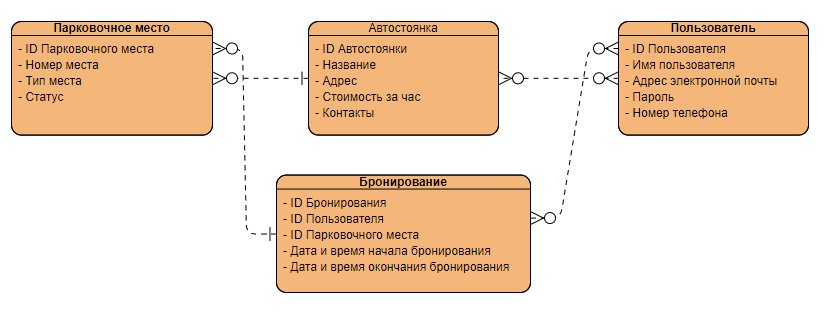 Парковочное место
- ID Парковочного места
- Номер места
- Тип места
- Статус
Автостоянка
- ID Автостоянки
- Название
- Адрес
- Стоимость за час
- Контакты
Пользователь
- ID Пользователя
- Имя пользователя
- Адрес электронной почты
- Пароль
- Номер телефона
Бронирование
- ID Бронирования
- ID Пользователя
- ID Парковочного места
- Дата и время начала бронирования
- Дата и время окончания бронирования